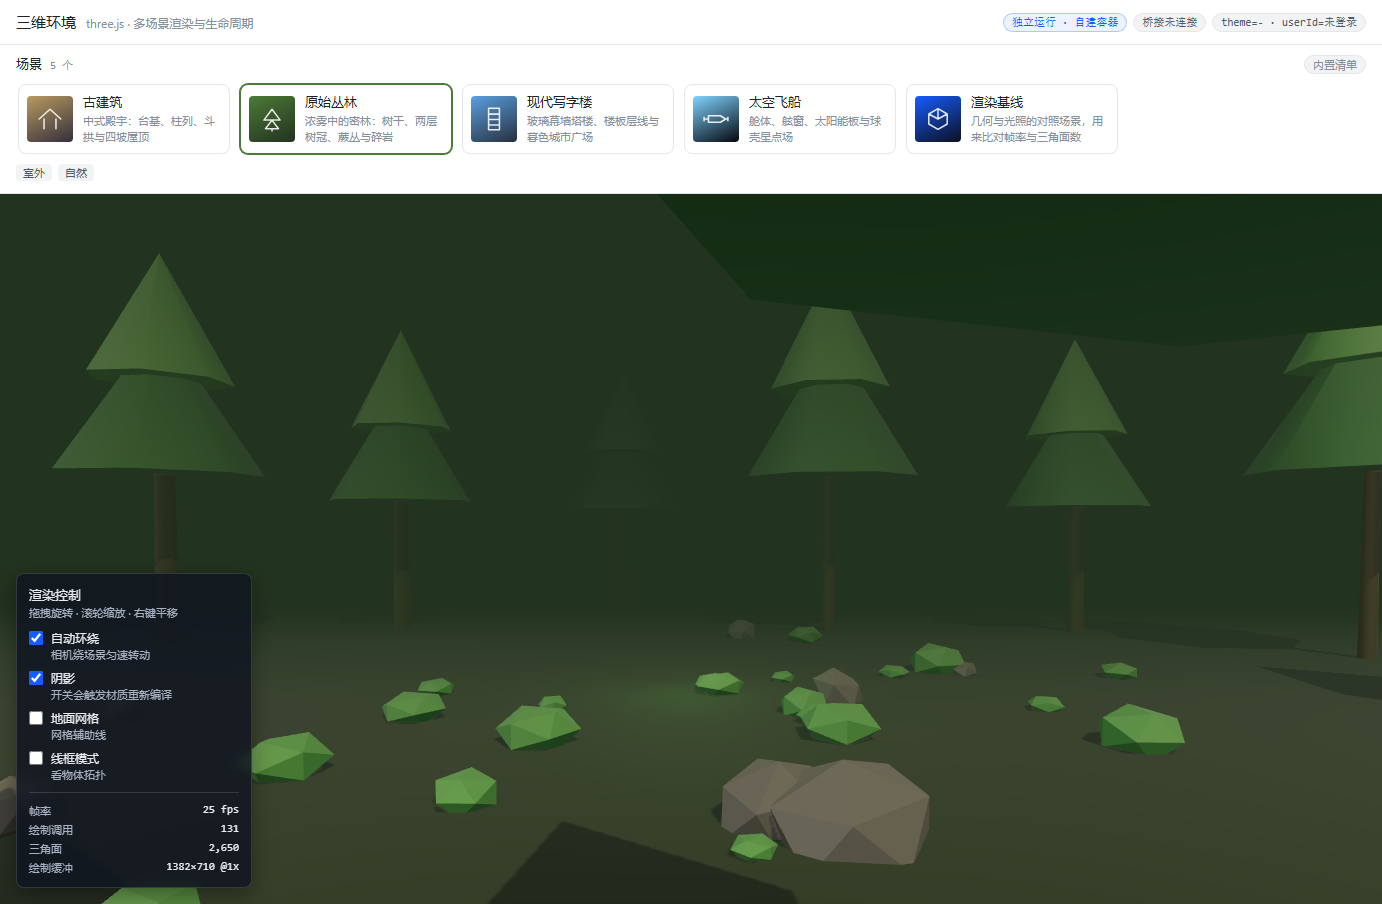 三维环境 three.js · 多场景渲染与生命周期
独立运行 · 自建容器 桥接未连接 theme=- · userId=未登录
场景 5 个
内置清单
古建筑
中式殿宇：台基、柱列、斗
拱与四坡屋顶
原始丛林
浓雾中的密林：树干、两层
树冠、蕨丛与碎岩
现代写字楼
玻璃幕墙塔楼、楼板层线与
暮色城市广场
太空飞船
舱体、舷窗、太阳能板与球
壳星点场
渲染基线
几何与光照的对照场景，用
来比对帧率与三角面数
室外 自然
渲染控制
拖拽旋转 · 滚轮缩放 · 右键平移
自动环绕
相机绕场景匀速转动
阴影
开关会触发材质重新编译
地面网格
网格辅助线
线框模式
看物体拓扑
帧率 25 fps
绘制调用 131
三角面 2,650
绘制缓冲 1382×710 @1x